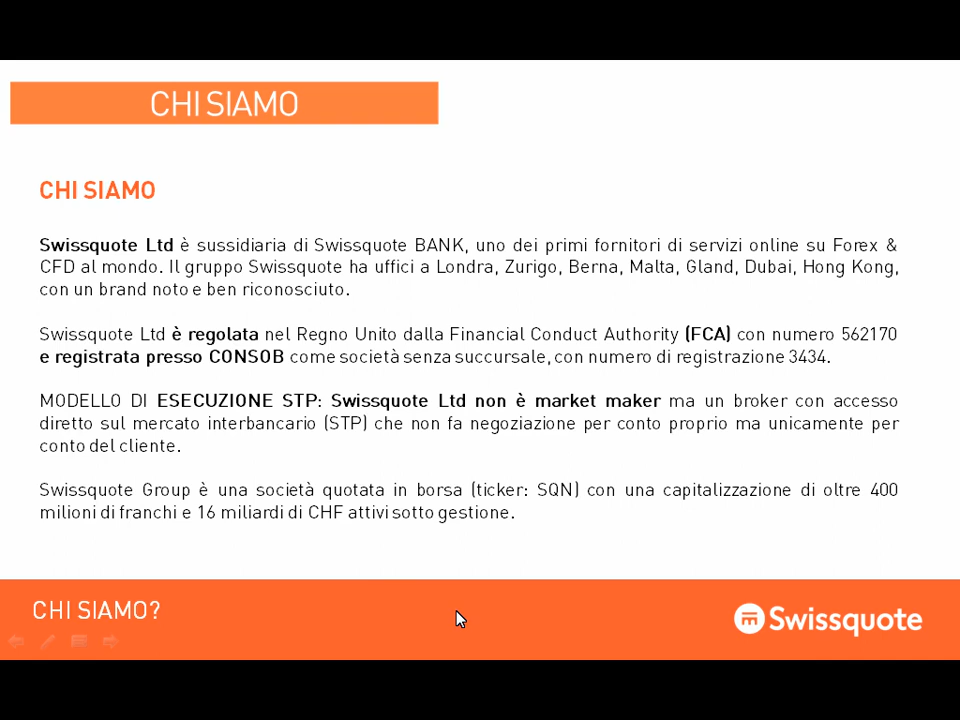 CHI SIAMO
CHI SIAMO
Swissquote Ltd è sussidiaria di Swissquote BANK, uno dei primi fornitori di servizi online su Forex &
CFD al mondo. Il gruppo Swissquote ha uffici a Londra, Zurigo, Berna, Malta, Gland, Dubai, Hong Kong,
con un brand noto e ben riconosciuto.
Swissquote Ltd è regolata nel Regno Unito dalla Financial Conduct Authority (FCA) con numero 562170
e registrata presso CONSOB come società senza succursale, con numero di registrazione 3434.
MODELLO DI ESECUZIONE STP: Swissquote Ltd non è market maker ma un broker con accesso
diretto sul mercato interbancario (STP) che non fa negoziazione per conto proprio ma unicamente per
conto del cliente.
Swissquote Group è una società quotata in borsa (ticker: SQN) con una capitalizzazione di oltre 400
milioni di franchi e 16 miliardi di CHF attivi sotto gestione.
CHI SIAMO?
Swissquote